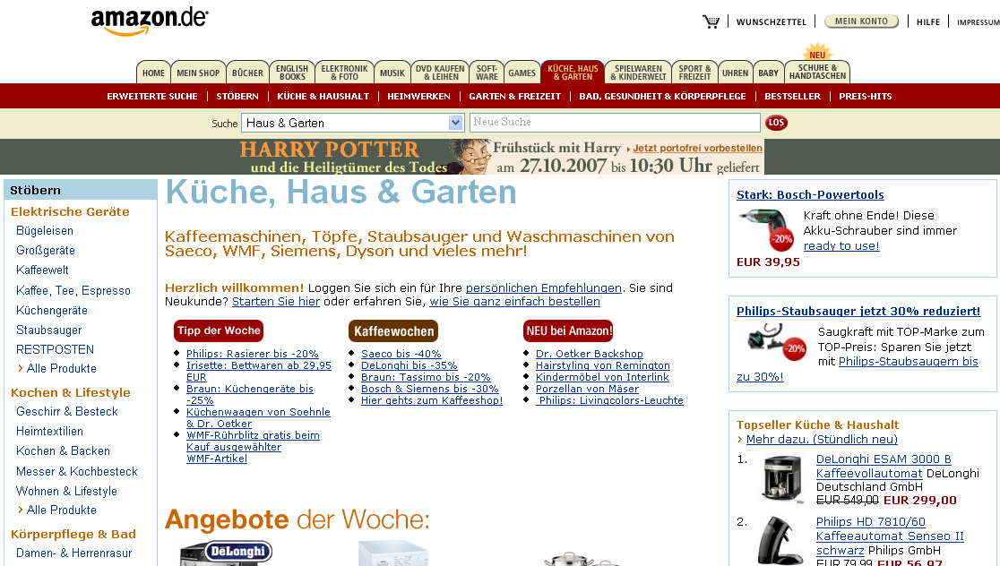 amazon.de
WUNSCHZETTEL
MEIN KONTO
HILFE
IMPRESSUM
NEU
HOME
MEIN SHOP
BÜCHER
ENGLISH
BOOKS
ELEKTRONIK
& FOTO
MUSIK
DVD KAUFEN
& LEIHEN
SOFT-
WARE
GAMES
KÜCHE, HAUS
& GARTEN
SPIELWAREN
& KINDERWELT
SPORT &
FREIZEIT
UHREN
BABY
SCHUHE &
HANDTASCHEN
ERWEITERTE SUCHE
STÖBERN
KÜCHE & HAUSHALT
HEIMWERKEN
GARTEN & FREIZEIT
BAD, GESUNDHEIT & KÖRPERPFLEGE
BESTSELLER
PREIS-HITS
Suche
Haus & Garten
Neue Suche
LOS
HARRY POTTER
und die Heiligtümer des Todes
Frühstück mit Harry
Jetzt portofrei vorbestellen
am 27.10.2007 bis 10:30 Uhr geliefert
Stöbern
Elektrische Geräte
Bügeleisen
Großgeräte
Kaffeewelt
Kaffee, Tee, Espresso
Küchengeräte
Staubsauger
RESTPOSTEN
› Alle Produkte
Kochen & Lifestyle
Geschirr & Besteck
Heimtextilien
Kochen & Backen
Messer & Kochbesteck
Wohnen & Lifestyle
› Alle Produkte
Körperpflege & Bad
Damen- & Herrenrasur
Küche, Haus & Garten
Kaffeemaschinen, Töpfe, Staubsauger und Waschmaschinen von
Saeco, WMF, Siemens, Dyson und vieles mehr!
Herzlich willkommen! Loggen Sie sich ein für Ihre persönlichen Empfehlungen. Sie sind
Neukunde? Starten Sie hier oder erfahren Sie, wie Sie ganz einfach bestellen
Tipp der Woche
Philips: Rasierer bis -20%
Irisette: Bettwaren ab 29,95
EUR
Braun: Küchengeräte bis
-25%
Küchenwaagen von Soehnle
& Dr. Oetker
WMF-Rührblitz gratis beim
Kauf ausgewählter
WMF-Artikel
Kaffeewochen
Saeco bis -40%
DeLonghi bis -35%
Braun: Tassimo bis -20%
Bosch & Siemens bis -30%
Hier gehts zum Kaffeeshop!
NEU bei Amazon!
Dr. Oetker Backshop
Hairstyling von Remington
Kindermöbel von Interlink
Porzellan von Mäser
Philips: Livingcolors-Leuchte
Angebote der Woche:
DeLonghi
Stark: Bosch-Powertools
-20%
Kraft ohne Ende! Diese
Akku-Schrauber sind immer
ready to use!
EUR 39,95
Philips-Staubsauger jetzt 30% reduziert!
-20%
Saugkraft mit TOP-Marke zum
TOP-Preis: Sparen Sie jetzt
mit Philips-Staubsaugern bis
zu 30%!
Topseller Küche & Haushalt
› Mehr dazu. (Stündlich neu)
1.
DeLonghi ESAM 3000 B
Kaffeevollautomat DeLonghi
Deutschland GmbH
EUR 549,00 EUR 299,00
2.
Philips HD 7810/60
Kaffeeautomat Senseo II
schwarz Philips GmbH
EUR 79,99 EUR 56,97